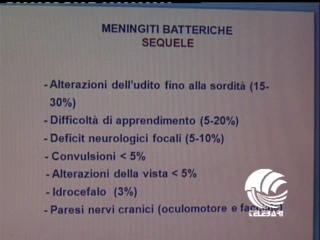 MENINGITI BATTERICHE
SEQUELE
- Alterazioni dell'udito fino alla sordità (15-
30%)
- Difficoltà di apprendimento (5-20%)
- Deficit neurologici focali (5-10%)
- Convulsioni < 5%
- Alterazioni della vista < 5%
- Idrocefalo (3%)
- Paresi nervi cranici (oculomotore e
TELEBARI